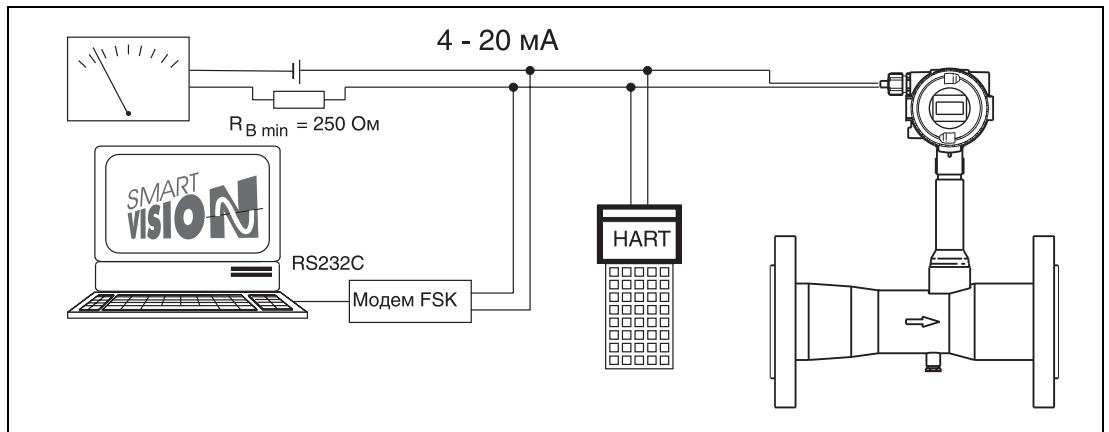 4 - 20 мА
R B min = 250 Ом
SMART
VISION
RS232C
HART
Модем FSK